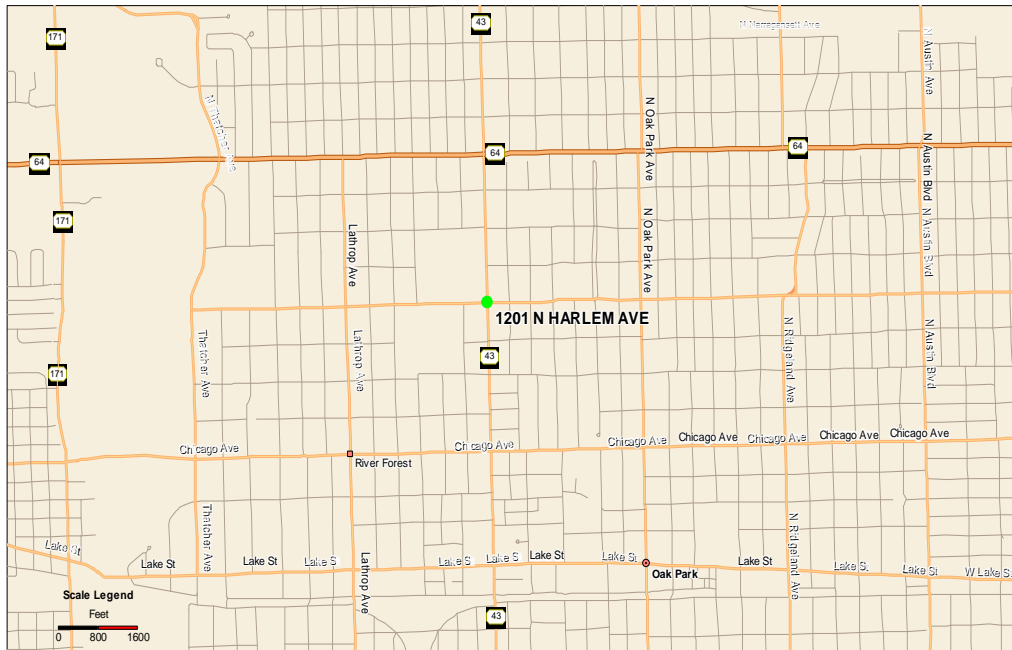 171
43
N Narragansett Ave
N Austin Ave
N Thatcher Ave
N Oak Park Ave
N Austin Blvd
64
64
64
171
Lathrop Ave
N Oak Park Ave
N Austin Blvd
1201 N HARLEM AVE
Thatcher Ave
Lathrop Ave
43
N Ridgeland Ave
N Austin Blvd
171
Chicago Ave
Chicago Ave
Chicago Ave
Chicago Ave
Chicago Ave
Chicago Ave
Chicago Ave
River Forest
Thatcher Ave
N Ridgeland Ave
Lake St
Lake St
Lake St
Lake S
Lathrop Ave
Lake S
Lake S
Lake St
Lake St
Oak Park
Lake St
Lake St
Lake St
W Lake S
Scale Legend
Feet
0 800 1600
43